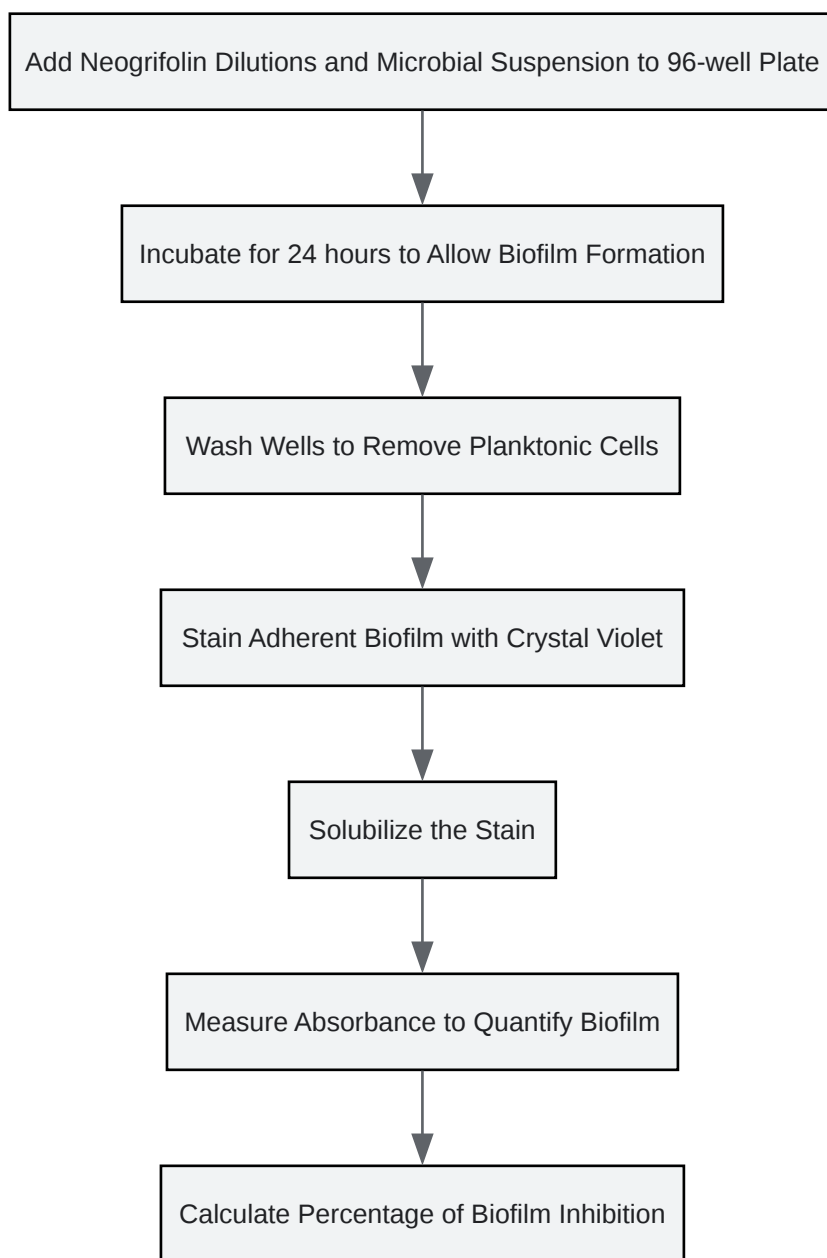 Add Neogrifolin Dilutions and Microbial Suspension to 96-well Plate
Incubate for 24 hours to Allow Biofilm Formation
Wash Wells to Remove Planktonic Cells
Stain Adherent Biofilm with Crystal Violet
Solubilize the Stain
Measure Absorbance to Quantify Biofilm
Calculate Percentage of Biofilm Inhibition